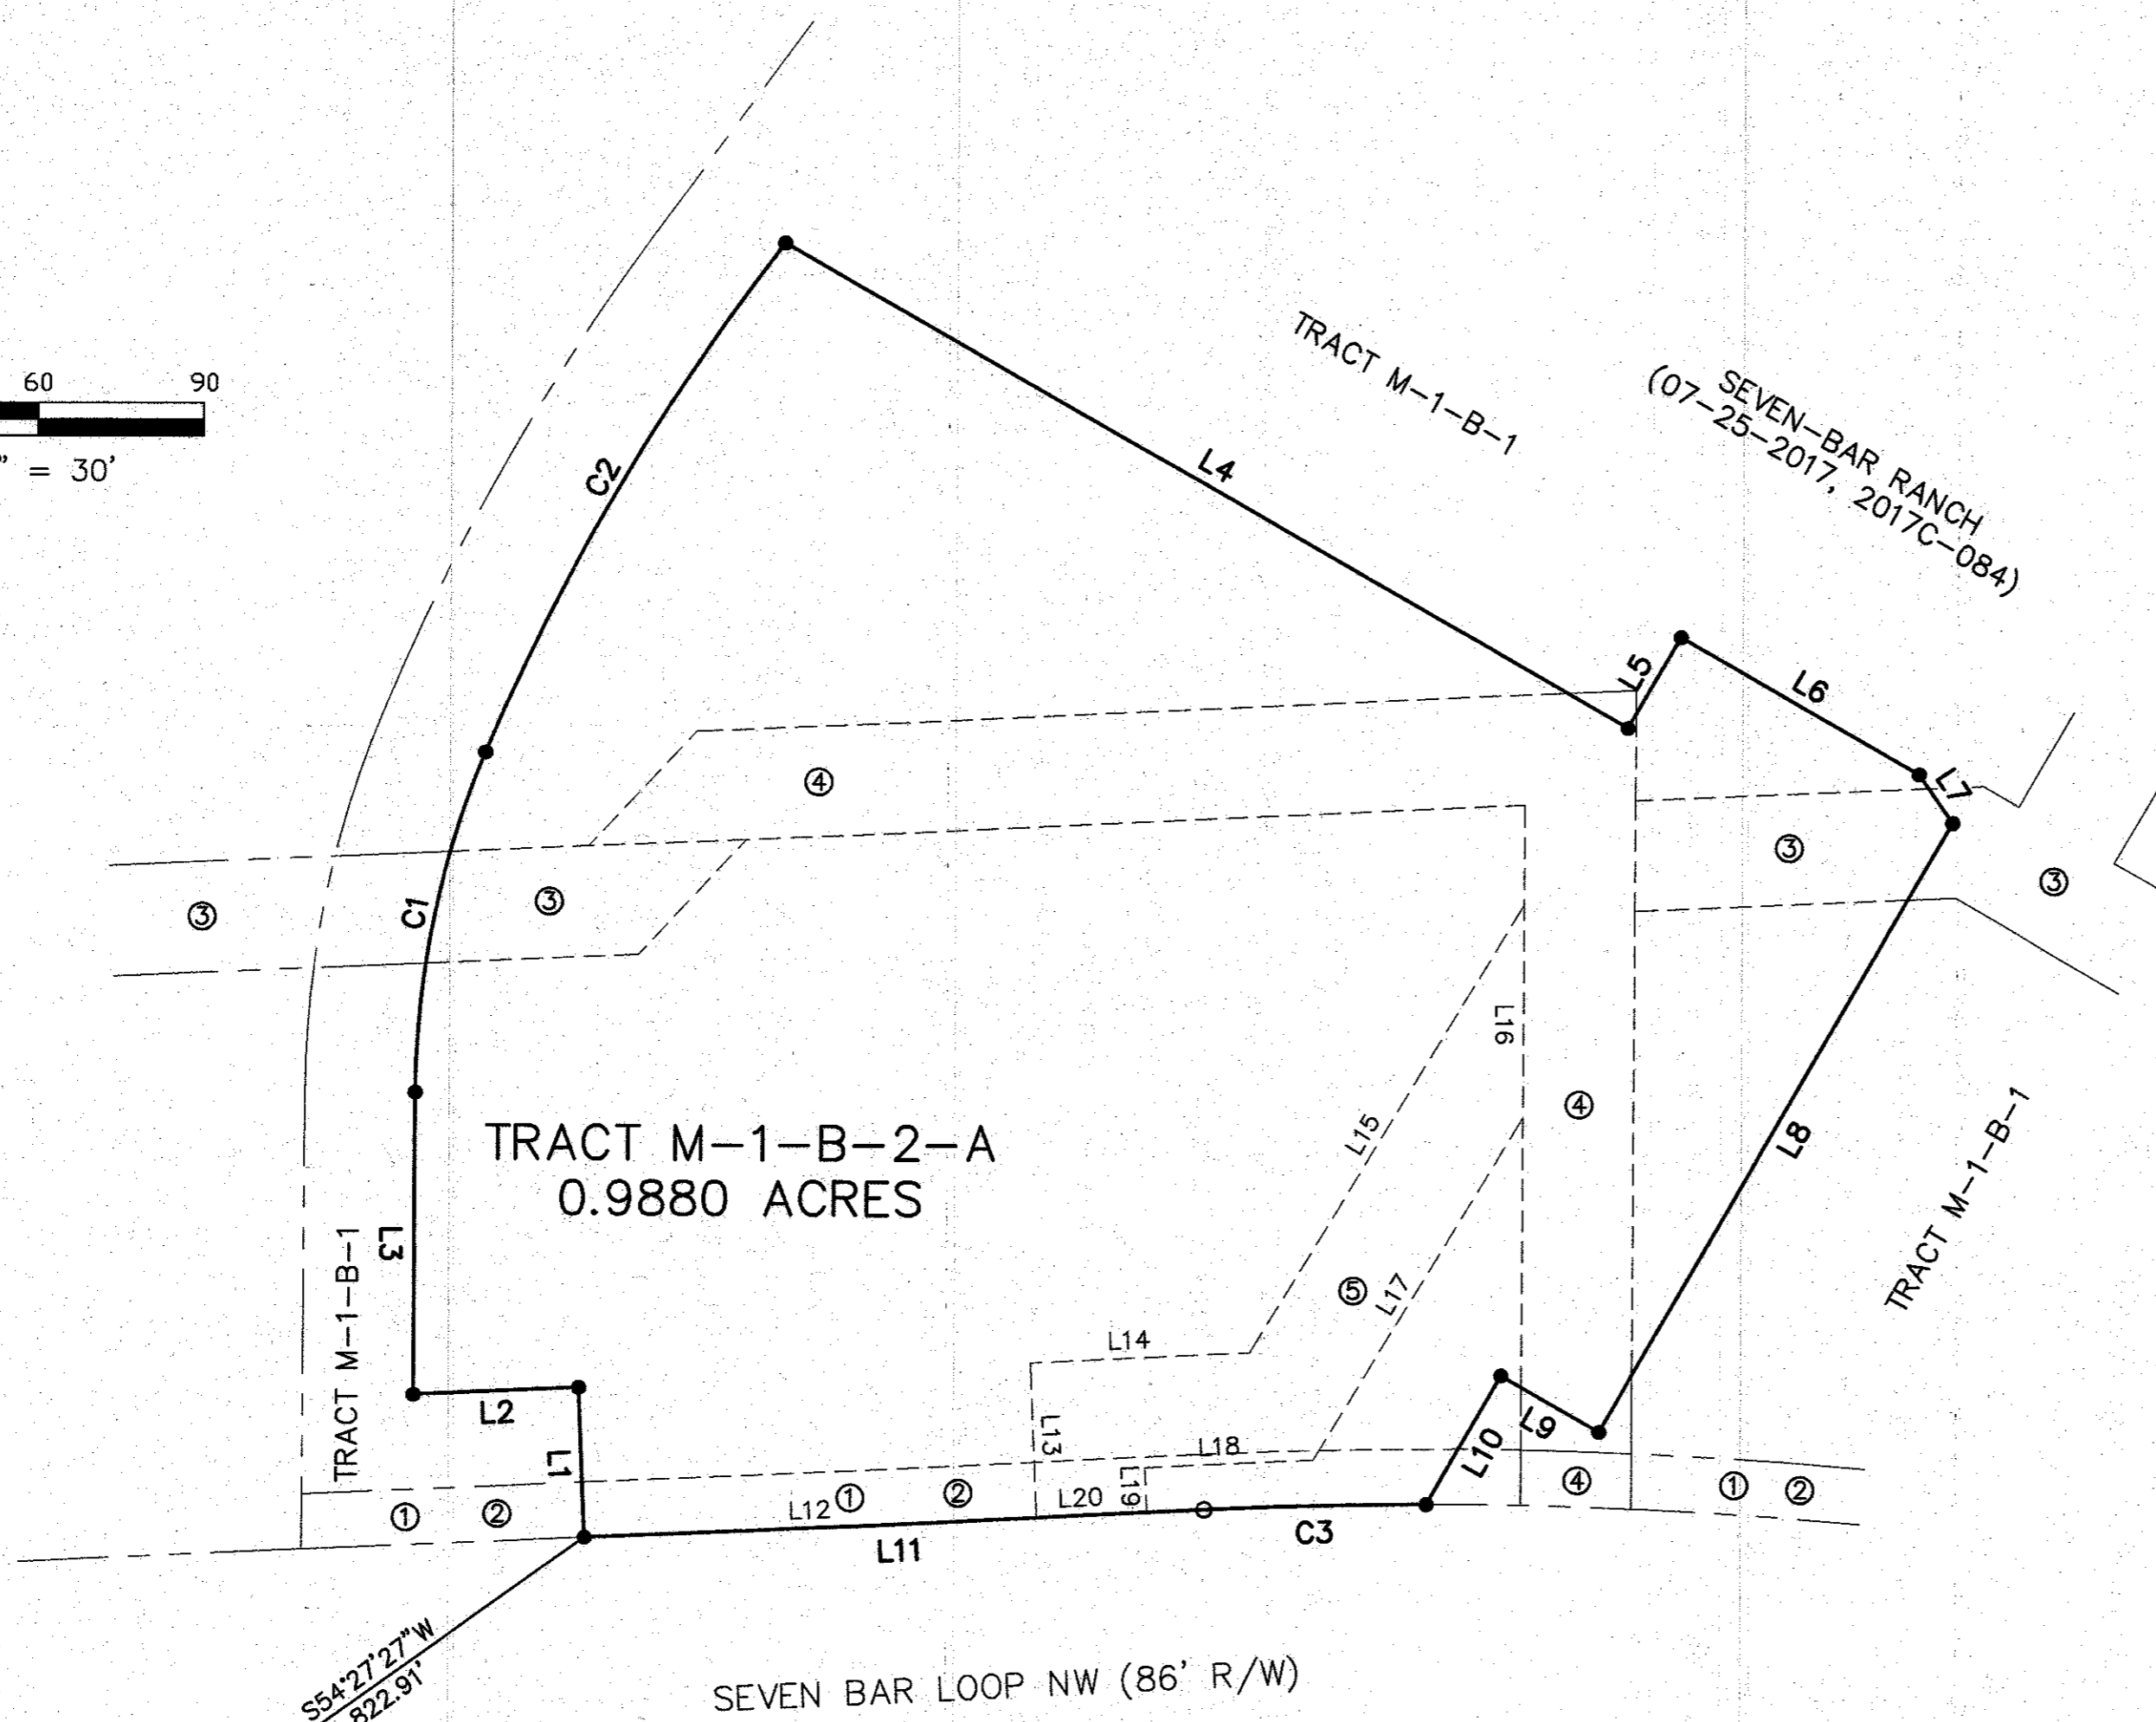 60 90
" = 30'
C2
L4
TRACT M-1-B-1
SEVEN-BAR RANCH
(07-25-2017, 2017C-084)
L5
L6
L7
④
③
③
③
③
C1
L16
④
L15
L8
TRACT M-1-B-2-A
0.9880 ACRES
TRACT M-1-B-1
L3
TRACT M-1-B-1
⑤
L17
L14
L2
L13
L18
L9
L10
L1
L19
④
① ②
① ②
L12 ① ②
L20
L11
C3
S54°27'27"W
822.91'
SEVEN BAR LOOP NW (86' R/W)